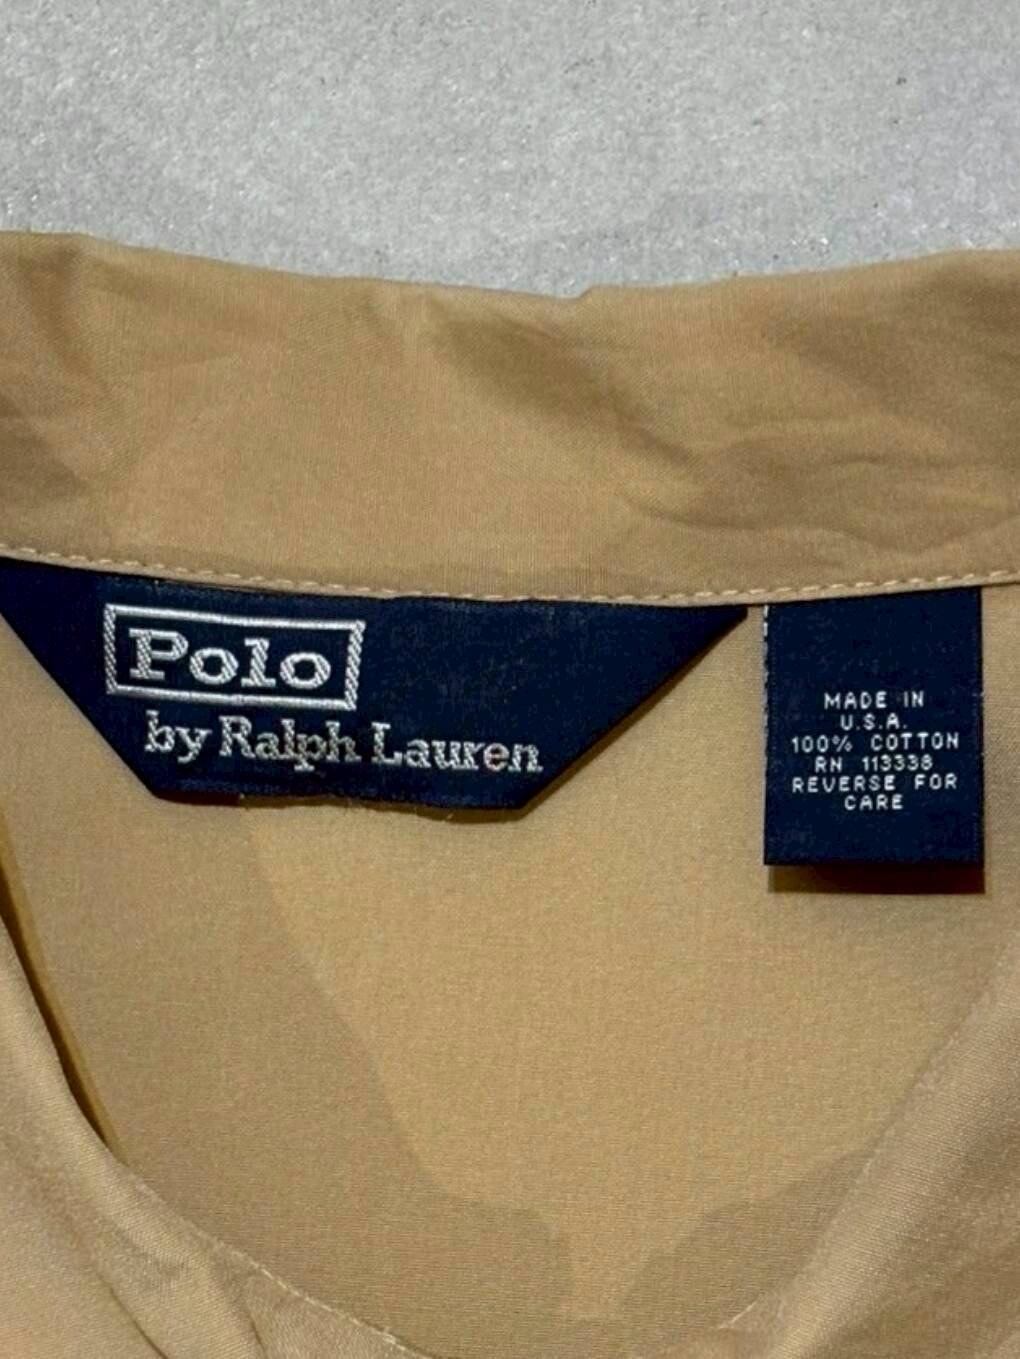 Polo
by Ralph Lauren
MADE IN
U.S.A.
100% COTTON
RN 113338
REVERSE FOR
CARE